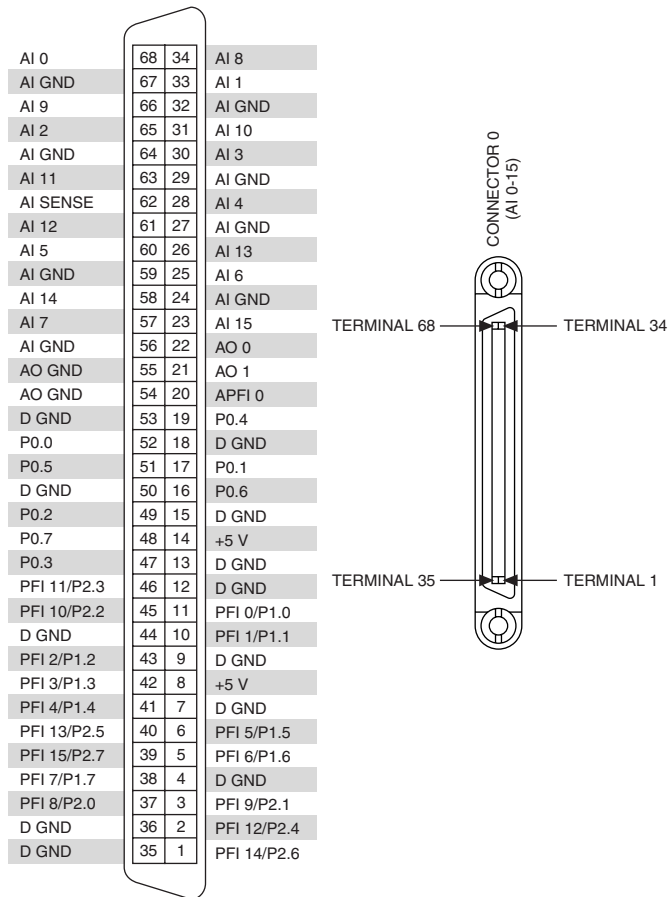 AI 0 68 34 AI 8
AI GND 67 33 AI 1
AI 9 66 32 AI GND
AI 2 65 31 AI 10
AI GND 64 30 AI 3
AI 11 63 29 AI GND
AI SENSE 62 28 AI 4
AI 12 61 27 AI GND
AI 5 60 26 AI 13
AI GND 59 25 AI 6
AI 14 58 24 AI GND
AI 7 57 23 AI 15
AI GND 56 22 AO 0
AO GND 55 21 AO 1
AO GND 54 20 APFI 0
D GND 53 19 P0.4
P0.0 52 18 D GND
P0.5 51 17 P0.1
D GND 50 16 P0.6
P0.2 49 15 D GND
P0.7 48 14 +5 V
P0.3 47 13 D GND
PFI 11/P2.3 46 12 D GND
PFI 10/P2.2 45 11 PFI 0/P1.0
D GND 44 10 PFI 1/P1.1
PFI 2/P1.2 43 9 D GND
PFI 3/P1.3 42 8 +5 V
PFI 4/P1.4 41 7 D GND
PFI 13/P2.5 40 6 PFI 5/P1.5
PFI 15/P2.7 39 5 PFI 6/P1.6
PFI 7/P1.7 38 4 D GND
PFI 8/P2.0 37 3 PFI 9/P2.1
D GND 36 2 PFI 12/P2.4
D GND 35 1 PFI 14/P2.6
CONNECTOR 0
(AI 0-15)
TERMINAL 68 TERMINAL 34
TERMINAL 35 TERMINAL 1